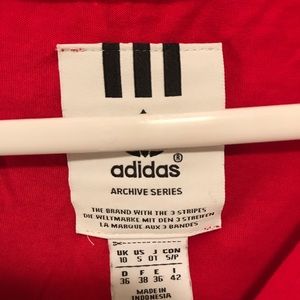 adidas®
ARCHIVE SERIES
THE BRAND WITH THE 3 STRIPES
DIE WELTMARKE MIT DEN 3 STREIFEN
LA MARQUE AUX 3 BANDES
UK US J CON
10 S OT S/P
D F E I
36 38 36 42
MADE IN
INDONESIA